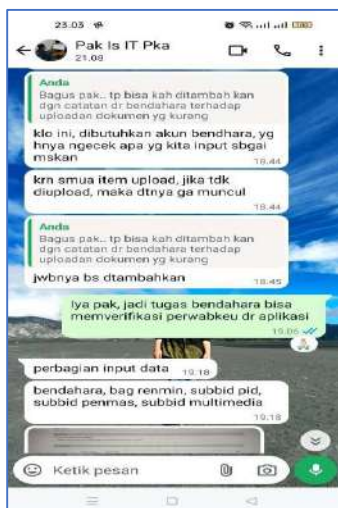 23.03
Pak Is IT Pka
21.08
Anda
Bagus pak.. tp bisa kah ditambah kan
dgn catatan dr bendahara terhadap
uploadan dokumen yg kurang
klo ini, dibutuhkan akun bendhara, yg
hnya ngecek apa yg kita input sbgai
mskan
18.44
krn smua item upload, jika tdk
diupload, maka dtnya ga muncul
18.44
Anda
Bagus pak.. tp bisa kah ditambah kan
dgn catatan dr bendahara terhadap
uploadan dokumen yg kurang
jwbnya bs dtambahkan
18.45
Iya pak, jadi tugas bendahara bisa
memverifikasi perwabkeu dr aplikasi
19.06
perbagian input data 19.18
bendahara, bag renmin, subbid pid,
subbid penmas, subbid multimedia
19.18
Ketik pesan